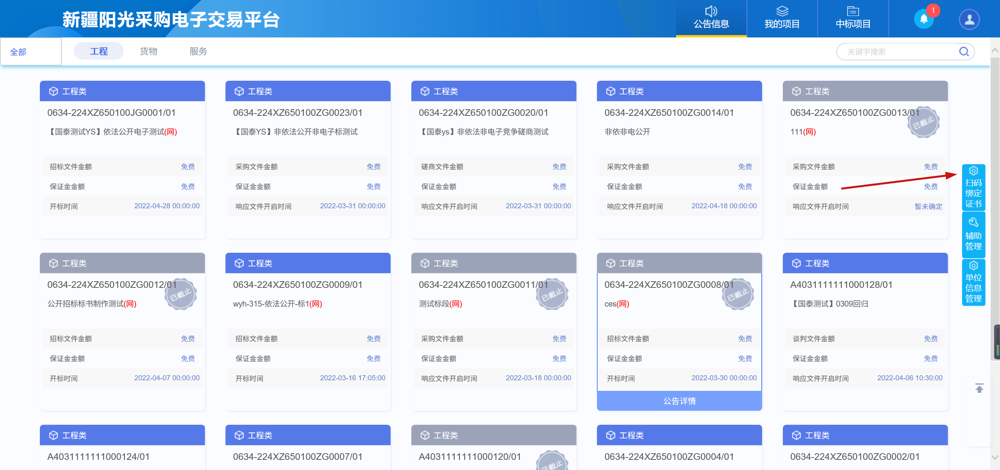 新疆阳光采购电子交易平台
公告信息
我的项目
中标项目
1
全部
工程
货物
服务
关键字搜索
工程类
0634-224XZ650100JG0001/01
【国泰测试YS】依法公开电子测试(网)
招标文件金额 免费
保证金金额 免费
开标时间 2022-04-28 00:00:00
工程类
0634-224XZ650100ZG0023/01
【国泰YS】非依法公开非电子标测试
采购文件金额 免费
保证金金额 免费
响应文件开启时间 2022-03-31 00:00:00
工程类
0634-224XZ650100ZG0020/01
【国泰ys】非依法非电子竞争磋商测试
磋商文件金额 免费
保证金金额 免费
响应文件开启时间 2022-03-31 00:00:00
工程类
0634-224XZ650100ZG0014/01
非依非电公开
采购文件金额 免费
保证金金额 免费
响应文件开启时间 2022-04-18 00:00:00
工程类
0634-224XZ650100ZG0013/01
已截止
111(网)
采购文件金额 免费
保证金金额 免费
响应文件开启时间 暂未确定
扫码
绑定
证书
辅助
管理
单位
信息
管理
工程类
0634-224XZ650100ZG0012/01
已截止
公开招标标书制作测试(网)
招标文件金额 免费
保证金金额 免费
开标时间 2022-04-07 00:00:00
工程类
0634-224XZ650100ZG0009/01
wyh-315-依法公开-标1(网)
招标文件金额 免费
保证金金额 免费
开标时间 2022-03-16 17:05:00
工程类
0634-224XZ650100ZG0011/01
已截止
测试标段(网)
采购文件金额 免费
保证金金额 免费
响应文件开启时间 2022-03-18 00:00:00
工程类
0634-224XZ650100ZG0008/01
已截止
ces(网)
招标文件金额 免费
保证金金额 免费
开标时间 2022-03-30 00:00:00
公告详情
工程类
A4031111111000128/01
【国泰测试】0309回归
谈判文件金额 免费
保证金金额 免费
响应文件开启时间 2022-04-06 10:30:00
工程类
A4031111111000124/01
工程类
0634-224XZ650100ZG0007/01
工程类
A4031111111000120/01
已截止
工程类
0634-224XZ650100ZG0004/01
工程类
0634-224XZ650100ZG0002/01